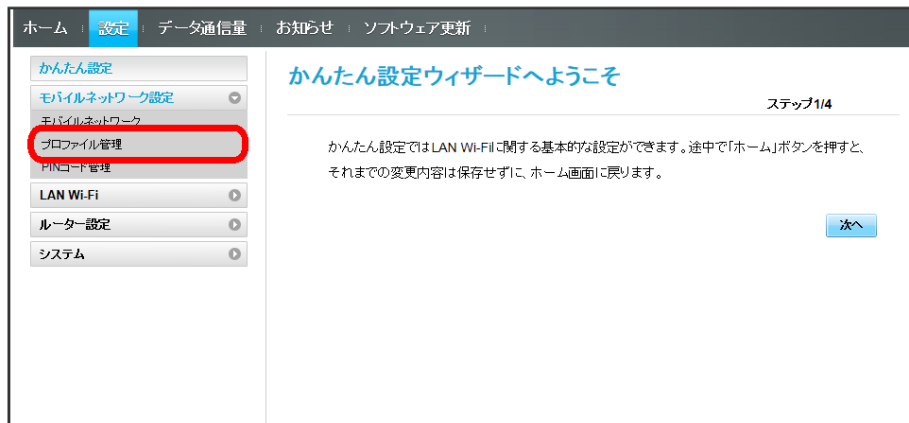 ホーム 設定 データ通信量 お知らせ ソフトウェア更新
かんたん設定
モバイルネットワーク設定
モバイルネットワーク
プロファイル管理
PINコード管理
LAN Wi-Fi
ルーター設定
システム
かんたん設定ウィザードへようこそ
ステップ1/4
かんたん設定ではLAN Wi-Fiに関する基本的な設定ができます。途中で「ホーム」ボタンを押すと、
それまでの変更内容は保存せずに、ホーム画面に戻ります。
次へ